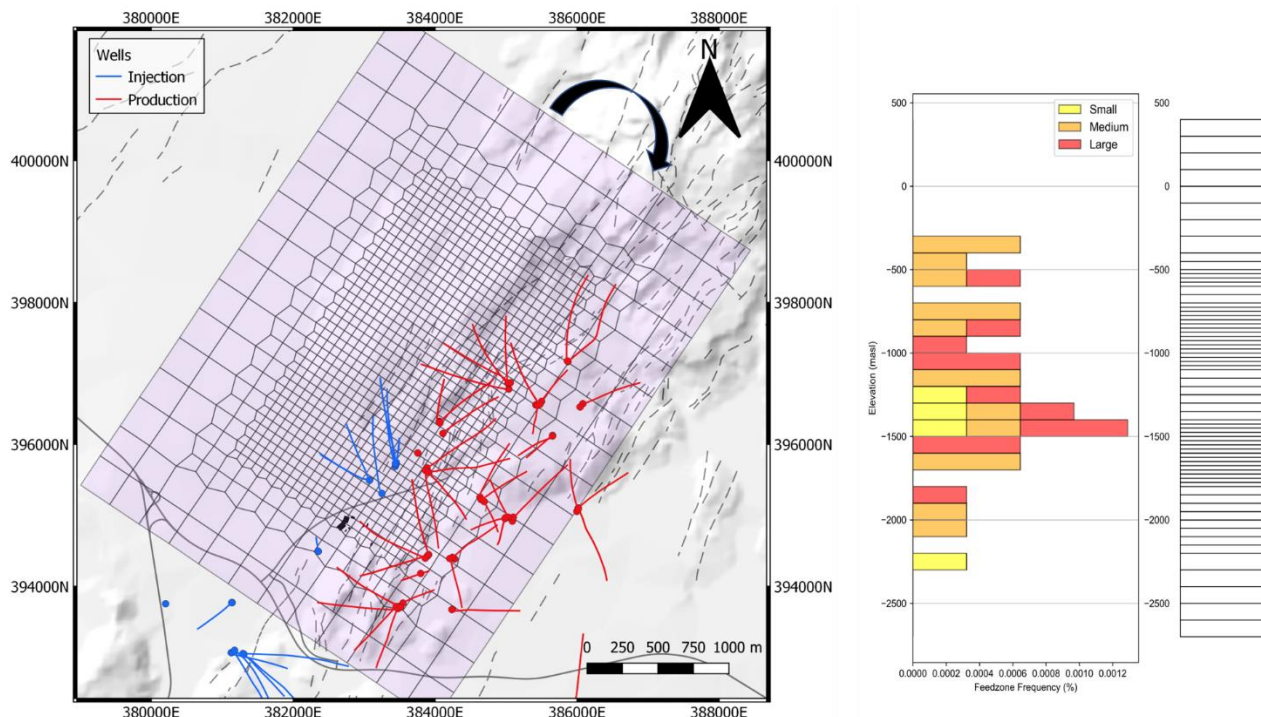 380000E 382000E 384000E 386000E 388000E
Wells
Injection
Production
N
400000N 400000N
398000N 398000N
396000N 396000N
394000N 394000N
0 250 500 750 1000 m
380000E 382000E 384000E 386000E 388000E
Small
Medium
Large
500
0
−500
−1000
−1500
−2000
−2500
Elevation (masl)
0.0000 0.0002 0.0004 0.0006 0.0008 0.0010 0.0012
Feedzone Frequency (%)
500
0
−500
−1000
−1500
−2000
−2500